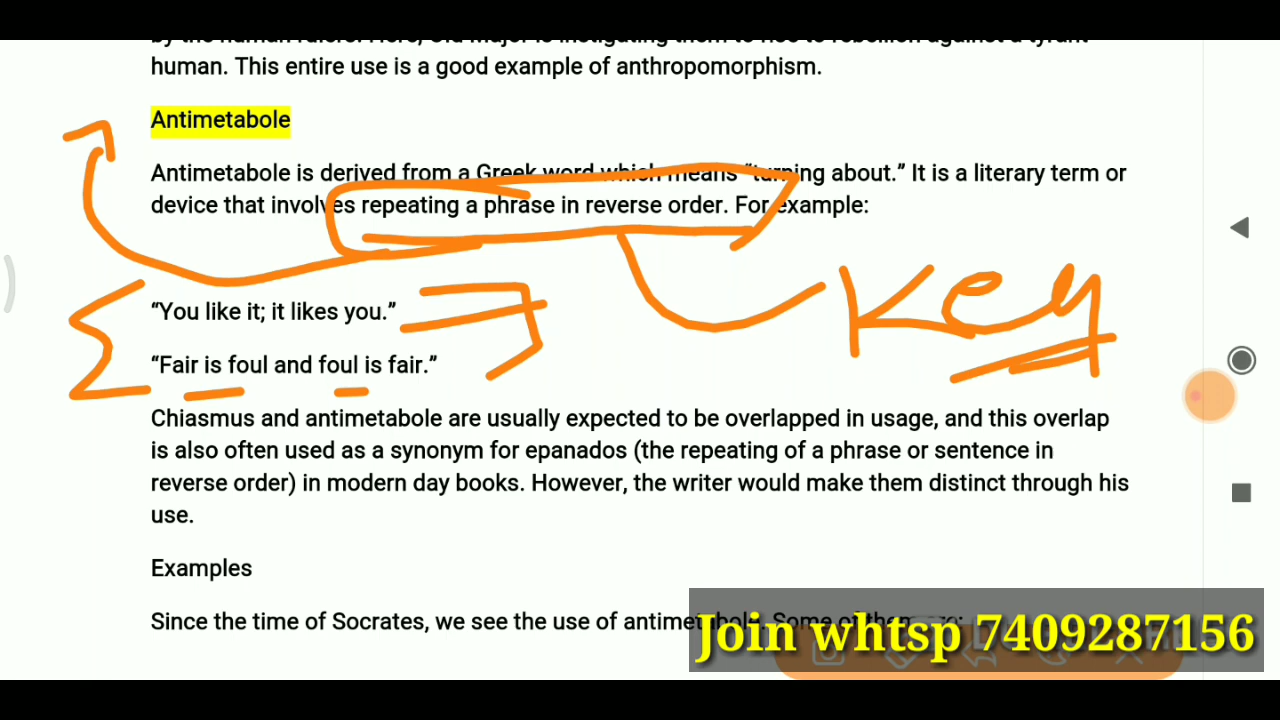 human. This entire use is a good example of anthropomorphism.
Antimetabole
Antimetabole is derived from a Greek word which means “turning about.” It is a literary term or
device that involves repeating a phrase in reverse order. For example:
“You like it; it likes you.”
key
“Fair is foul and foul is fair.”
Chiasmus and antimetabole are usually expected to be overlapped in usage, and this overlap
is also often used as a synonym for epanados (the repeating of a phrase or sentence in
reverse order) in modern day books. However, the writer would make them distinct through his
use.
Examples
Since the time of Socrates, we see the use of antimetabole. Some of them are:
Join whtsp 7409287156